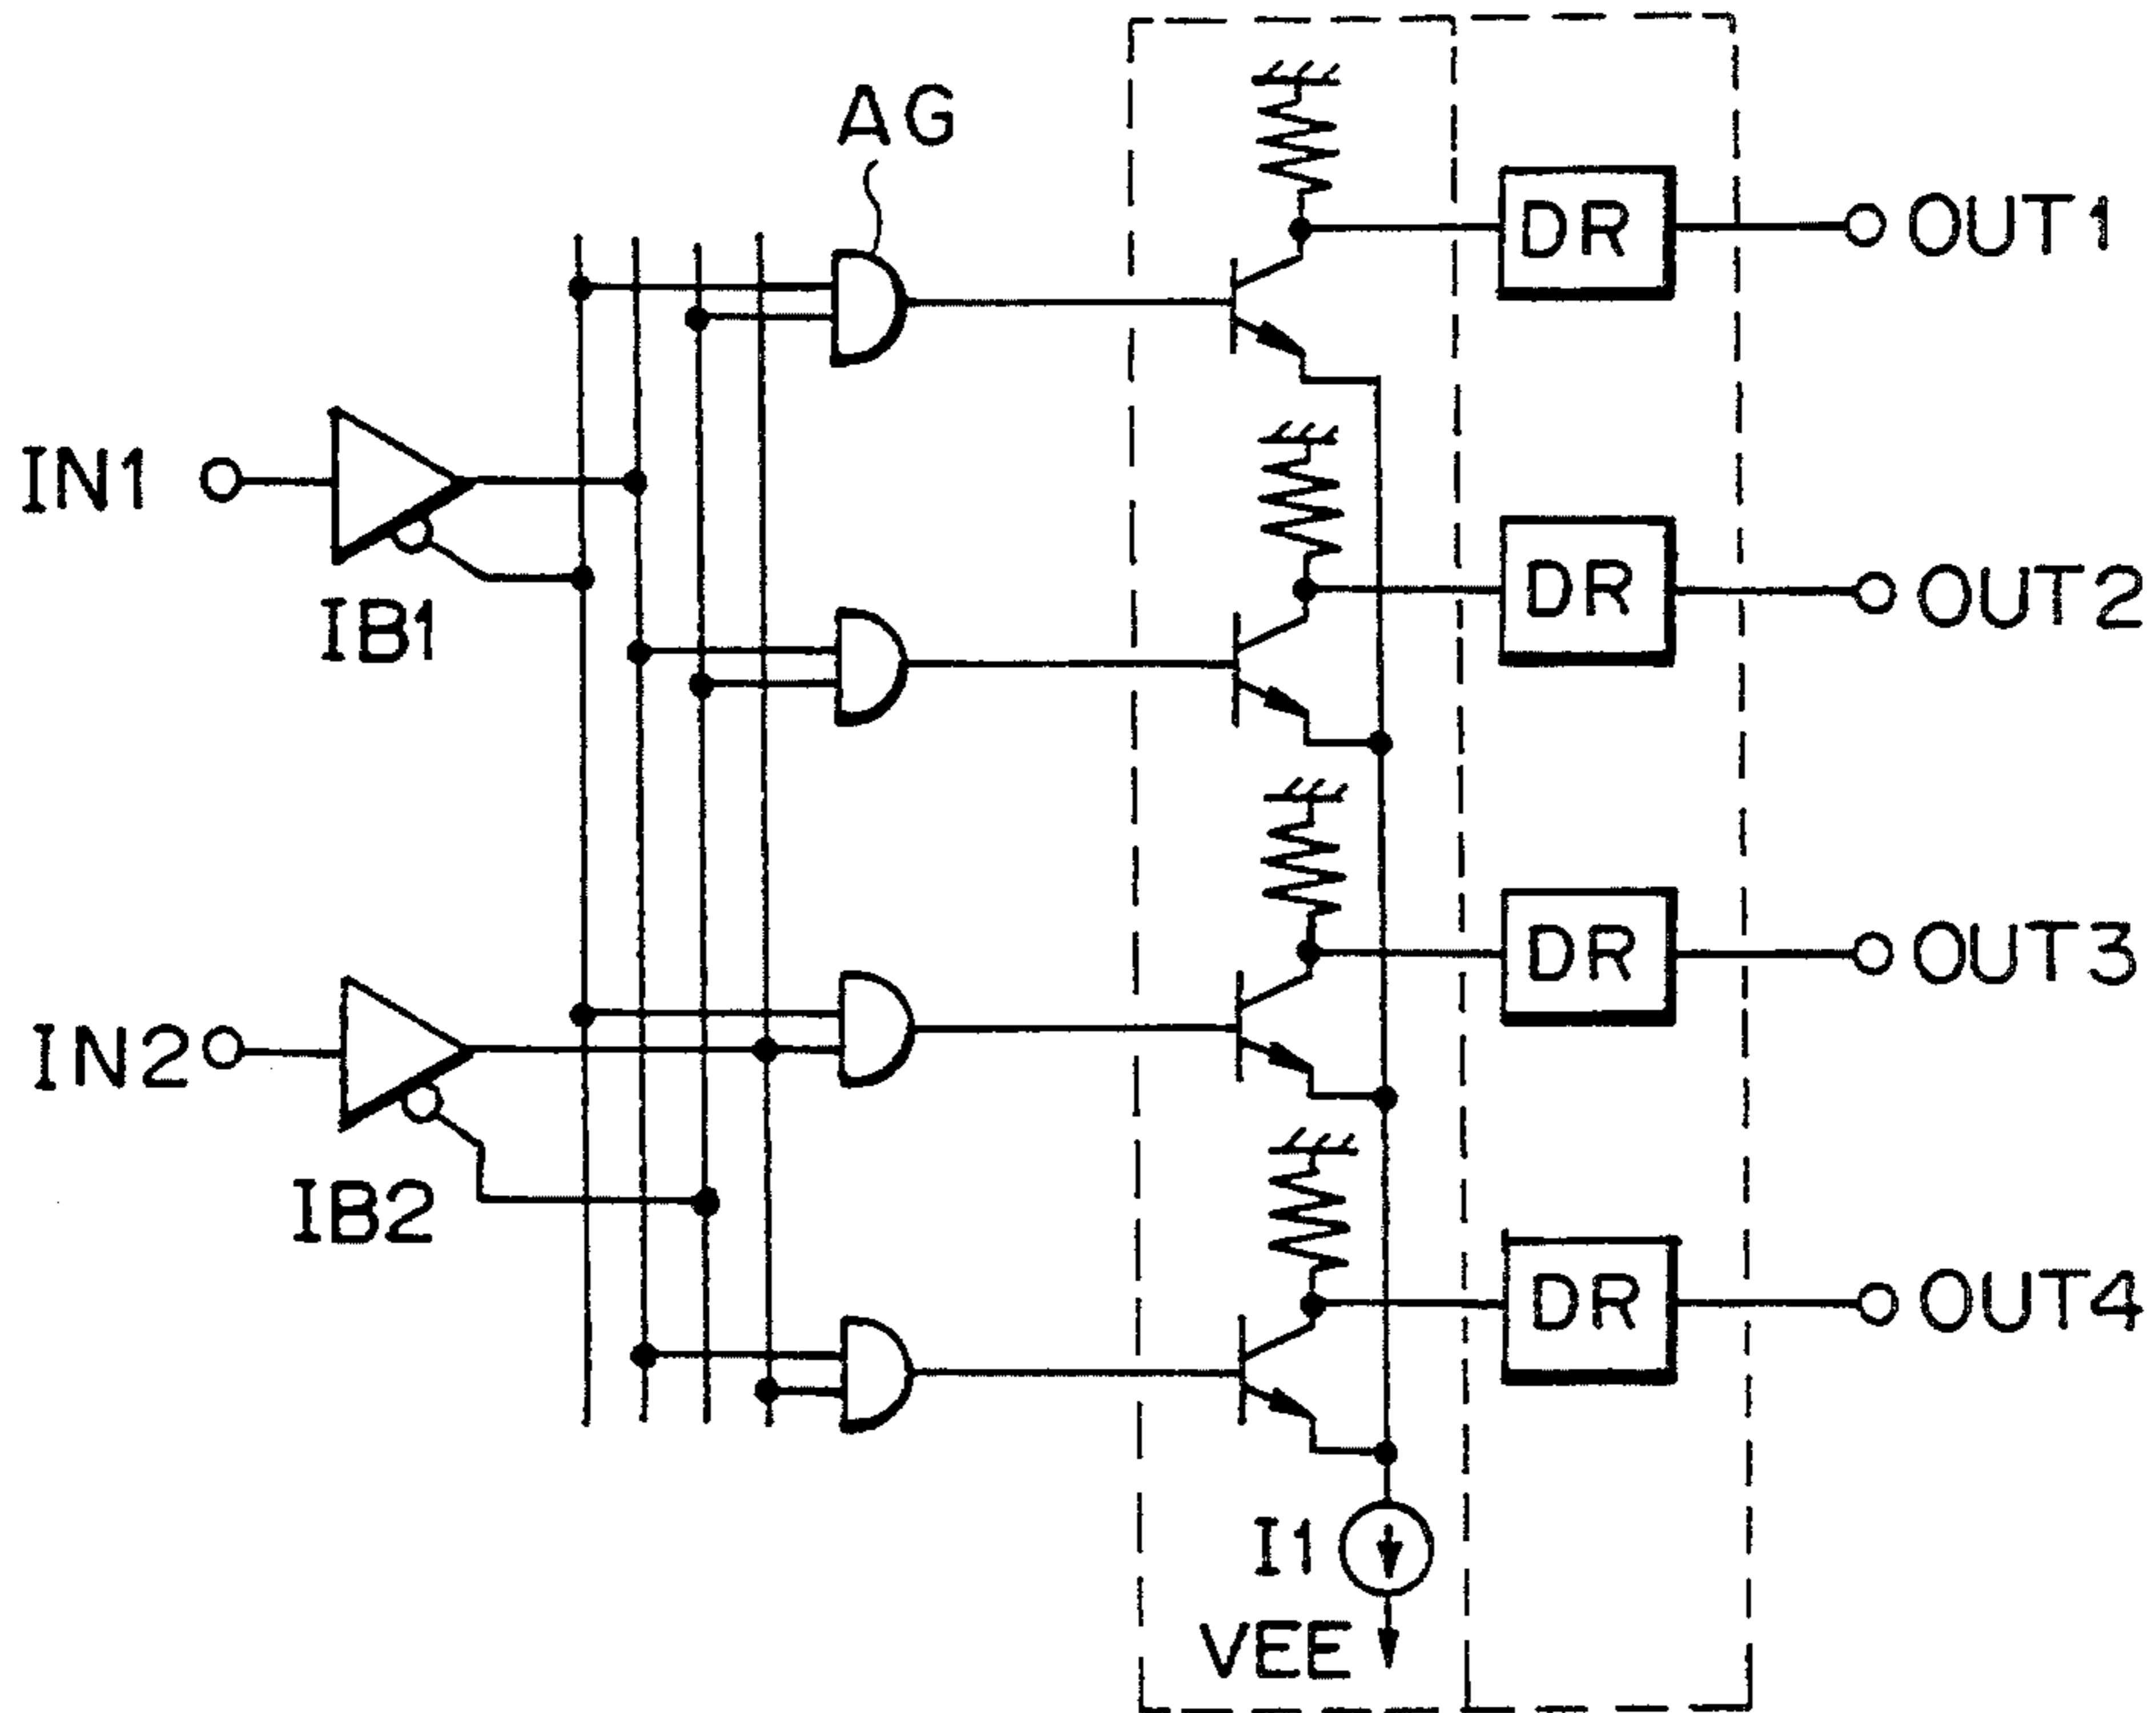 AG
DR
OUT1
IN1
IB1
DR
OUT2
DR
OUT3
IN2
IB2
DR
OUT4
I1
VEE